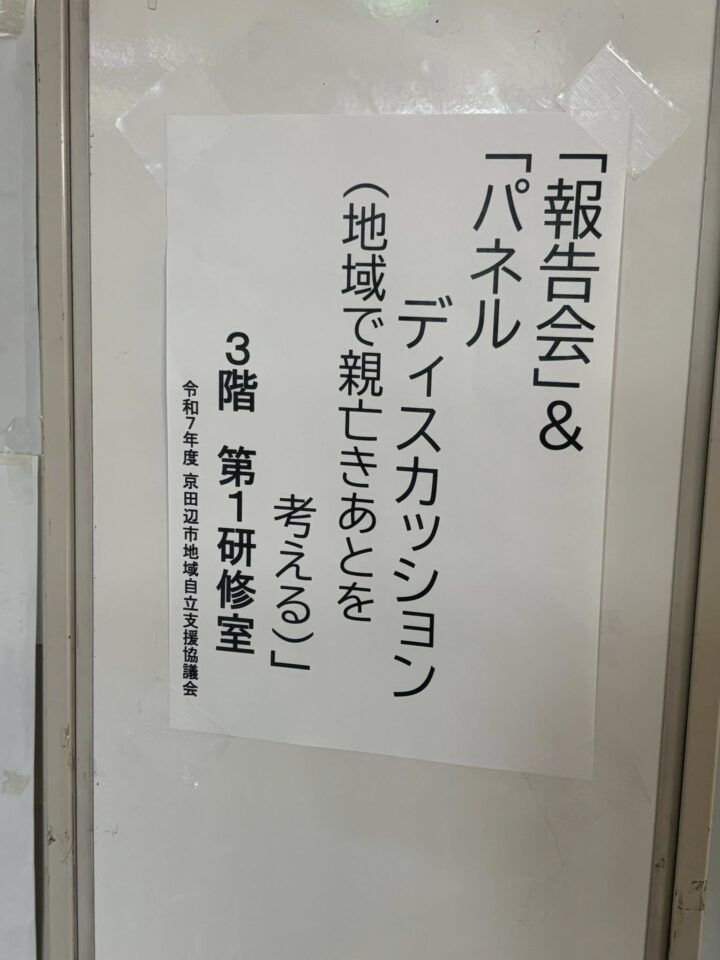 「報告会」&
「パネル
ディスカッション
（地域で親亡きあとを
考える）」
３階　第１研修室
令和７年度 京田辺市地域自立支援協議会